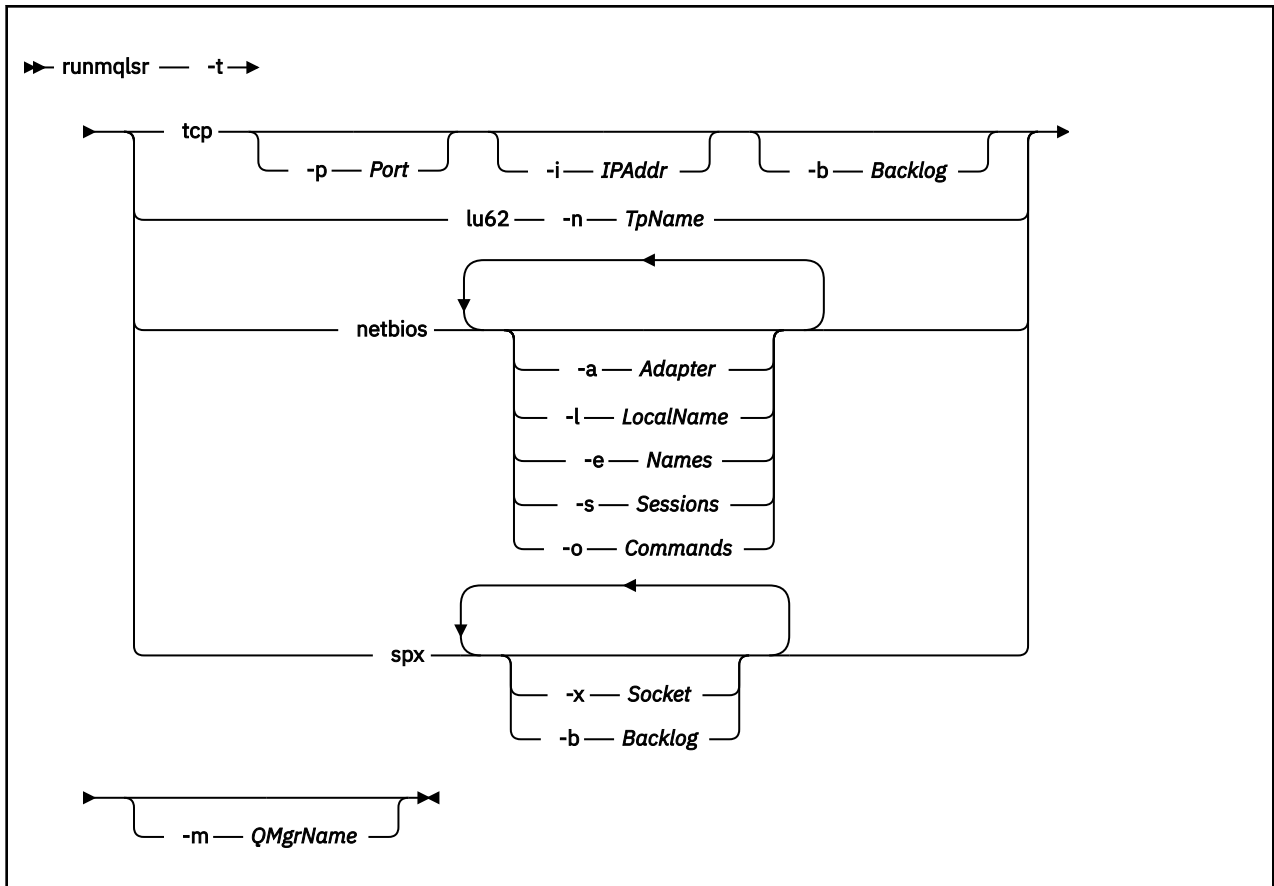 runmqlsr -t
tcp
-p Port -i IPAddr -b Backlog
lu62 -n TpName
netbios
-a Adapter
-l LocalName
-e Names
-s Sessions
-o Commands
spx
-x Socket
-b Backlog
-m QMgrName